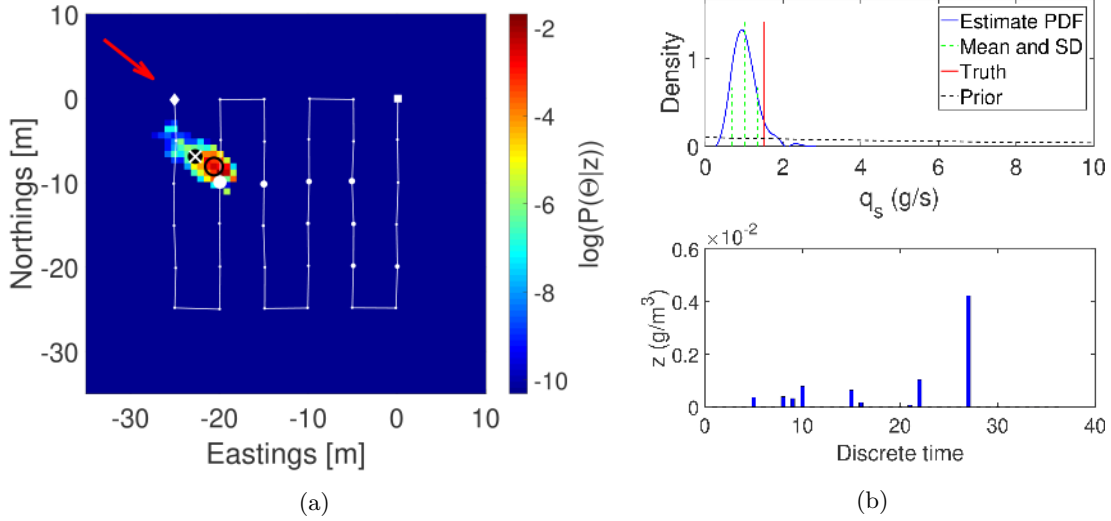 10
0
-10
-20
-30
Northings [m]
-30 -20 -10 0 10
Eastings [m]
-2
-4
-6
-8
-10
log(P(Θ|z))
(a)
1
0
Density
Estimate PDF
Mean and SD
Truth
Prior
0 2 4 6 8 10
q_s (g/s)
×10^-2
0.6
0.4
0.2
0
z (g/m^3)
0 10 20 30 40
Discrete time
(b)